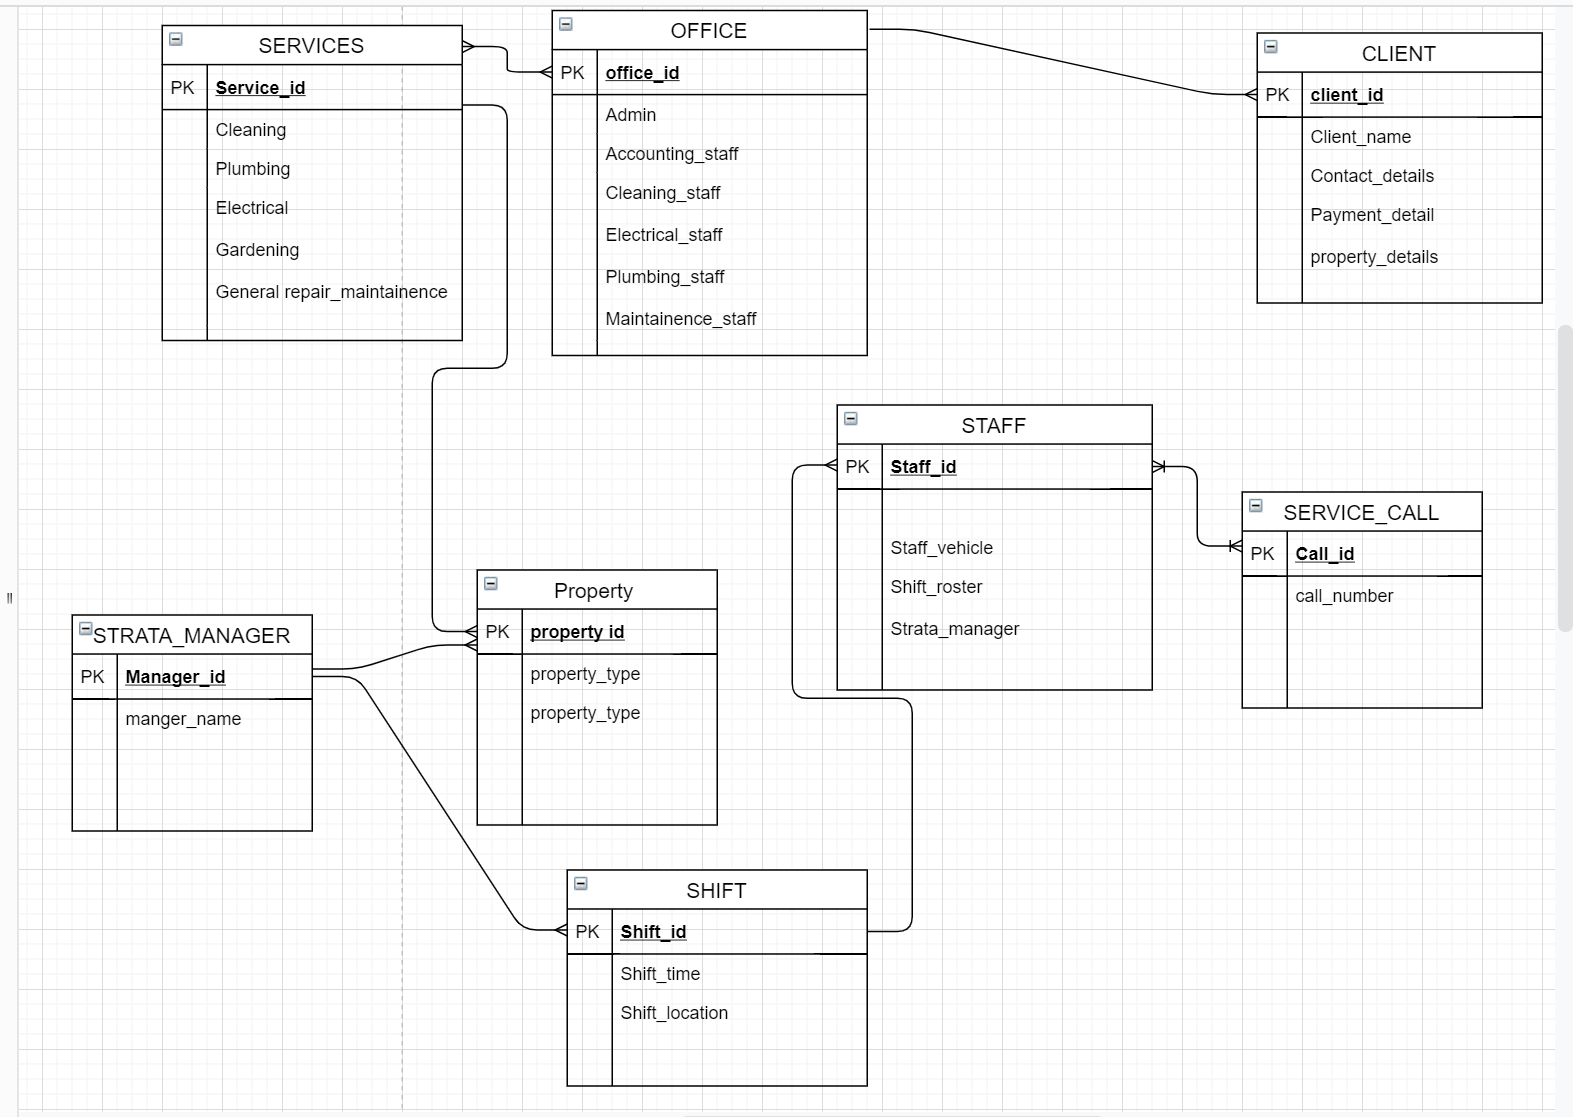 SERVICES
PK Service_id
Cleaning
Plumbing
Electrical
Gardening
General repair_maintainence
OFFICE
PK office_id
Admin
Accounting_staff
Cleaning_staff
Electrical_staff
Plumbing_staff
Maintainence_staff
CLIENT
PK client_id
Client_name
Contact_details
Payment_detail
property_details
STAFF
PK Staff_id
Staff_vehicle
Shift_roster
Strata_manager
SERVICE_CALL
PK Call_id
call_number
Property
PK property id
property_type
property_type
STRATA_MANAGER
PK Manager_id
manger_name
SHIFT
PK Shift_id
Shift_time
Shift_location